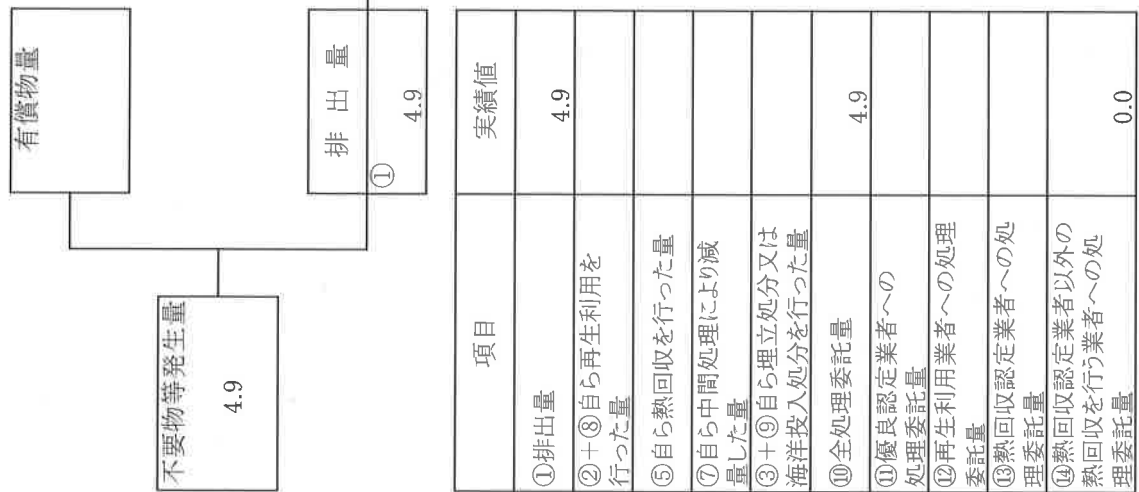 有償物量
不要物等発生量
4.9
排出量
①
4.9
項目
実績値
①排出量
4.9
②+⑧自ら再生利用を
行った量
⑤自ら熱回収を行った量
⑦自ら中間処理により減
量した量
③+⑨自ら埋立処分又は
海洋投入処分を行った量
⑩全処理委託量
4.9
⑪優良認定業者への
処理委託量
⑫再生利用業者への処理
委託量
⑬熱回収認定業者への処
理委託量
⑭熱回収認定業者以外の
熱回収を行う業者への処
理委託量
0.0